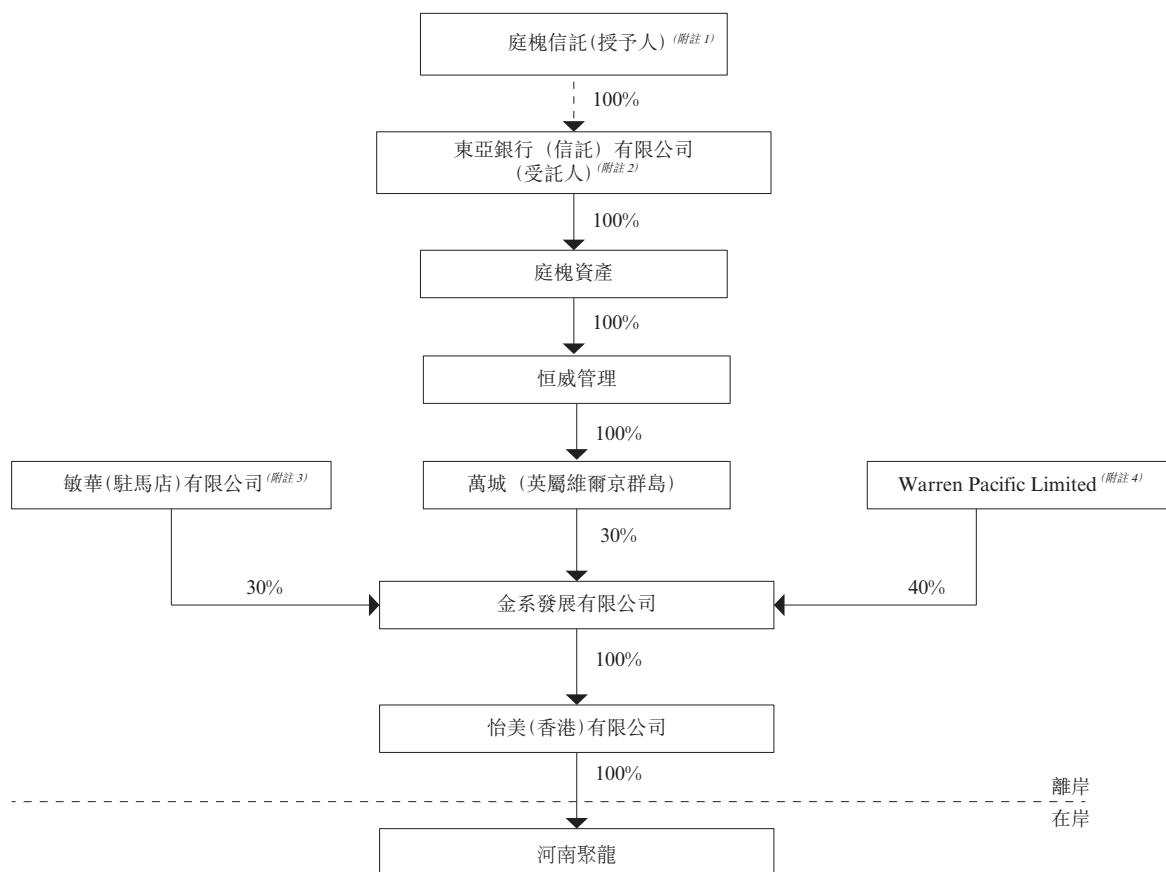 庭槐信託(授予人)(附註 1)
100%
東亞銀行（信託）有限公司
(受託人)(附註 2)
100%
庭槐資產
100%
恒威管理
100%
敏華(駐馬店)有限公司(附註 3)
萬城（英屬維爾京群島）
Warren Pacific Limited(附註 4)
30%
30%
40%
金系發展有限公司
100%
怡美(香港)有限公司
100%
離岸
在岸
河南聚龍